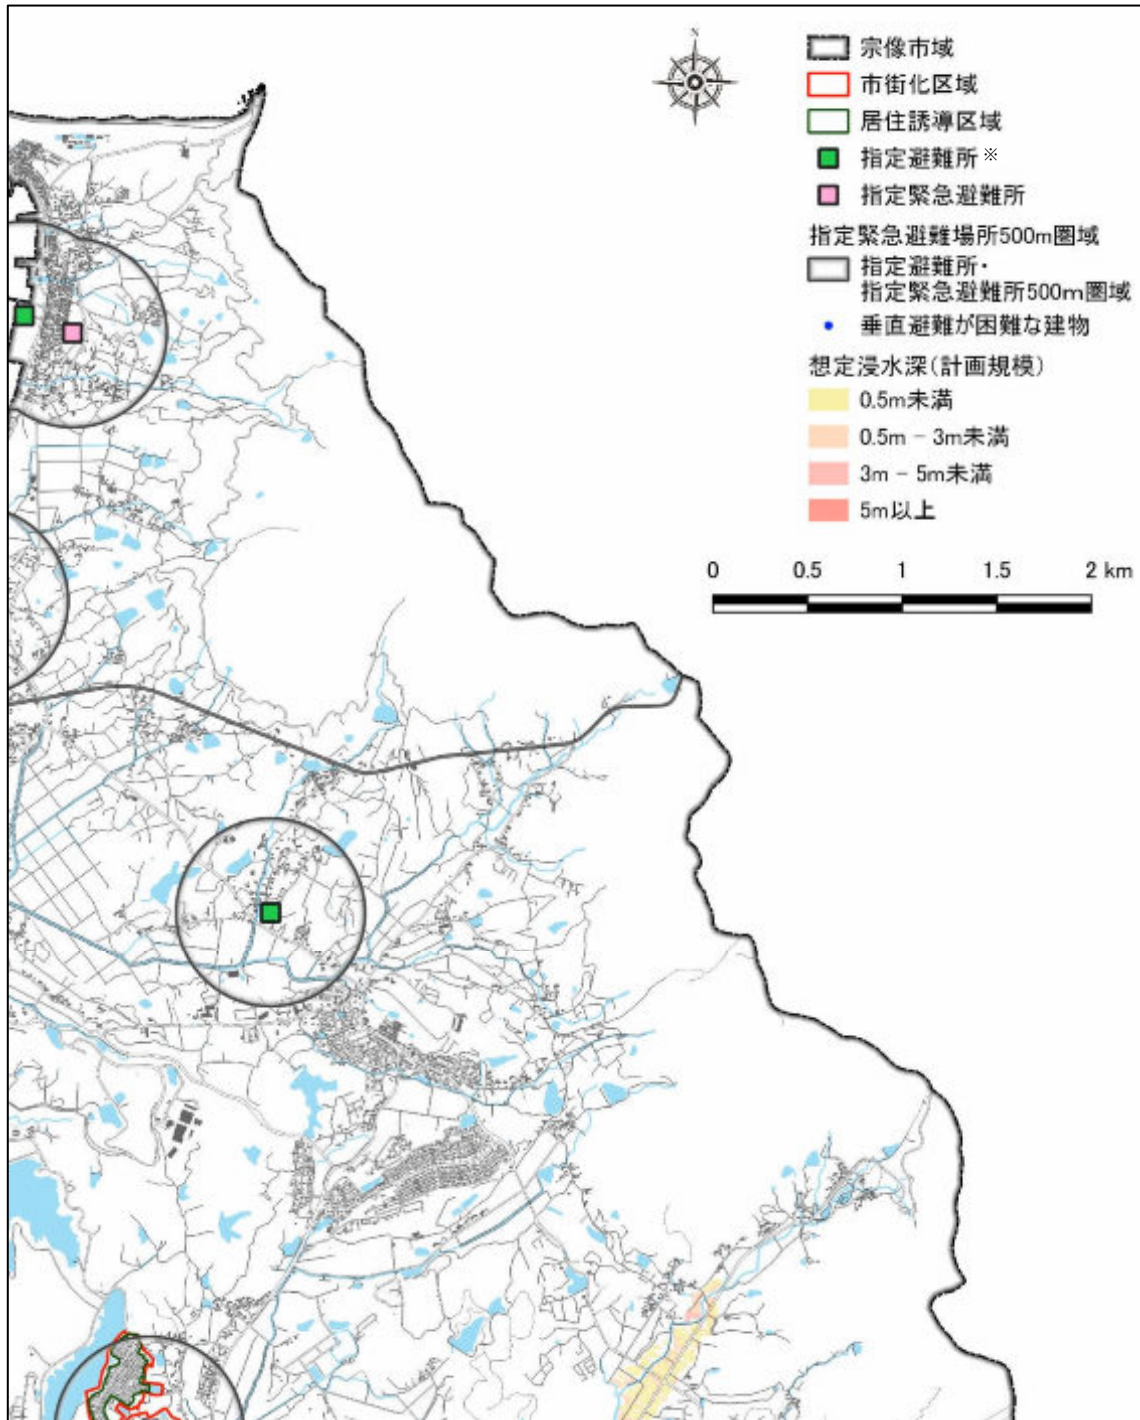 N
宗像市域
市街化区域
居住誘導区域
指定避難所※
指定緊急避難所
指定緊急避難場所500m圏域
指定避難所・
指定緊急避難所500m圏域
垂直避難が困難な建物
想定浸水深(計画規模)
0.5m未満
0.5m - 3m未満
3m - 5m未満
5m以上
0 0.5 1 1.5 2 km